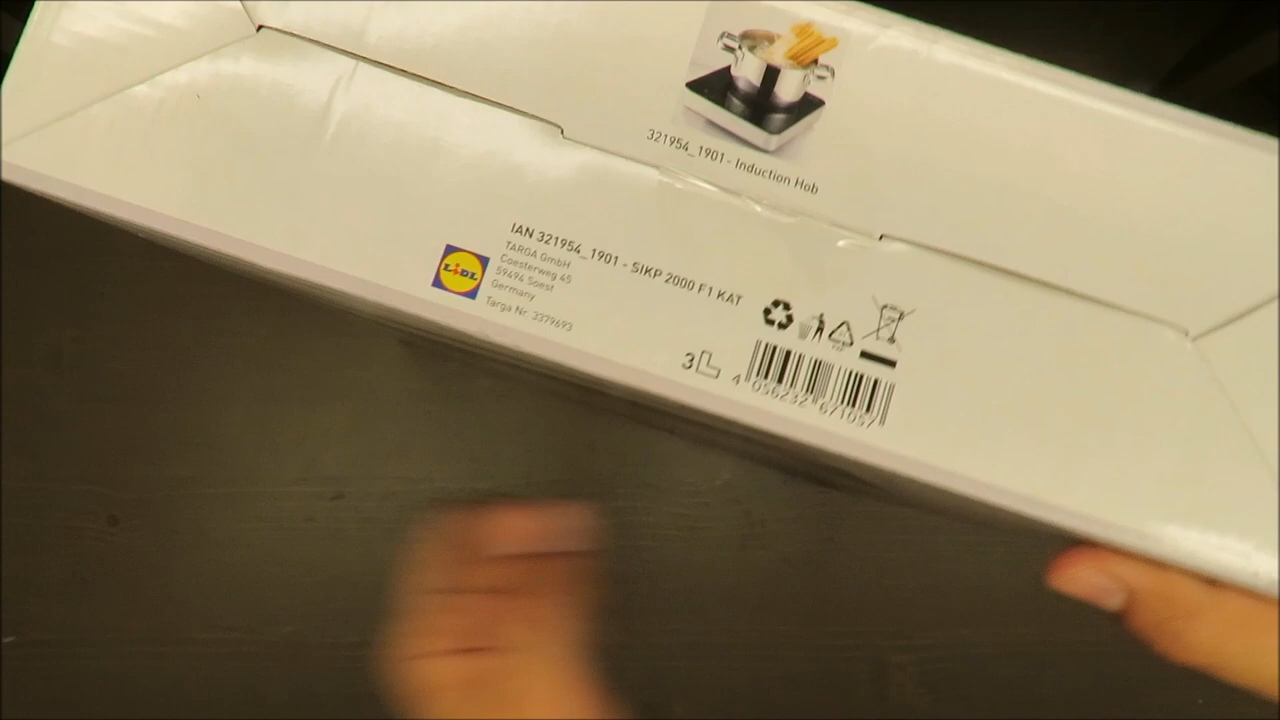 321954_1901 - Induction Hob
IAN 321954_1901 - SIKP 2000 F1 KAT
TARGA GmbH
Coesterweg 45
59494 Soest
Germany
Targa Nr. 3379693
LIDL
3
4 056232 671057